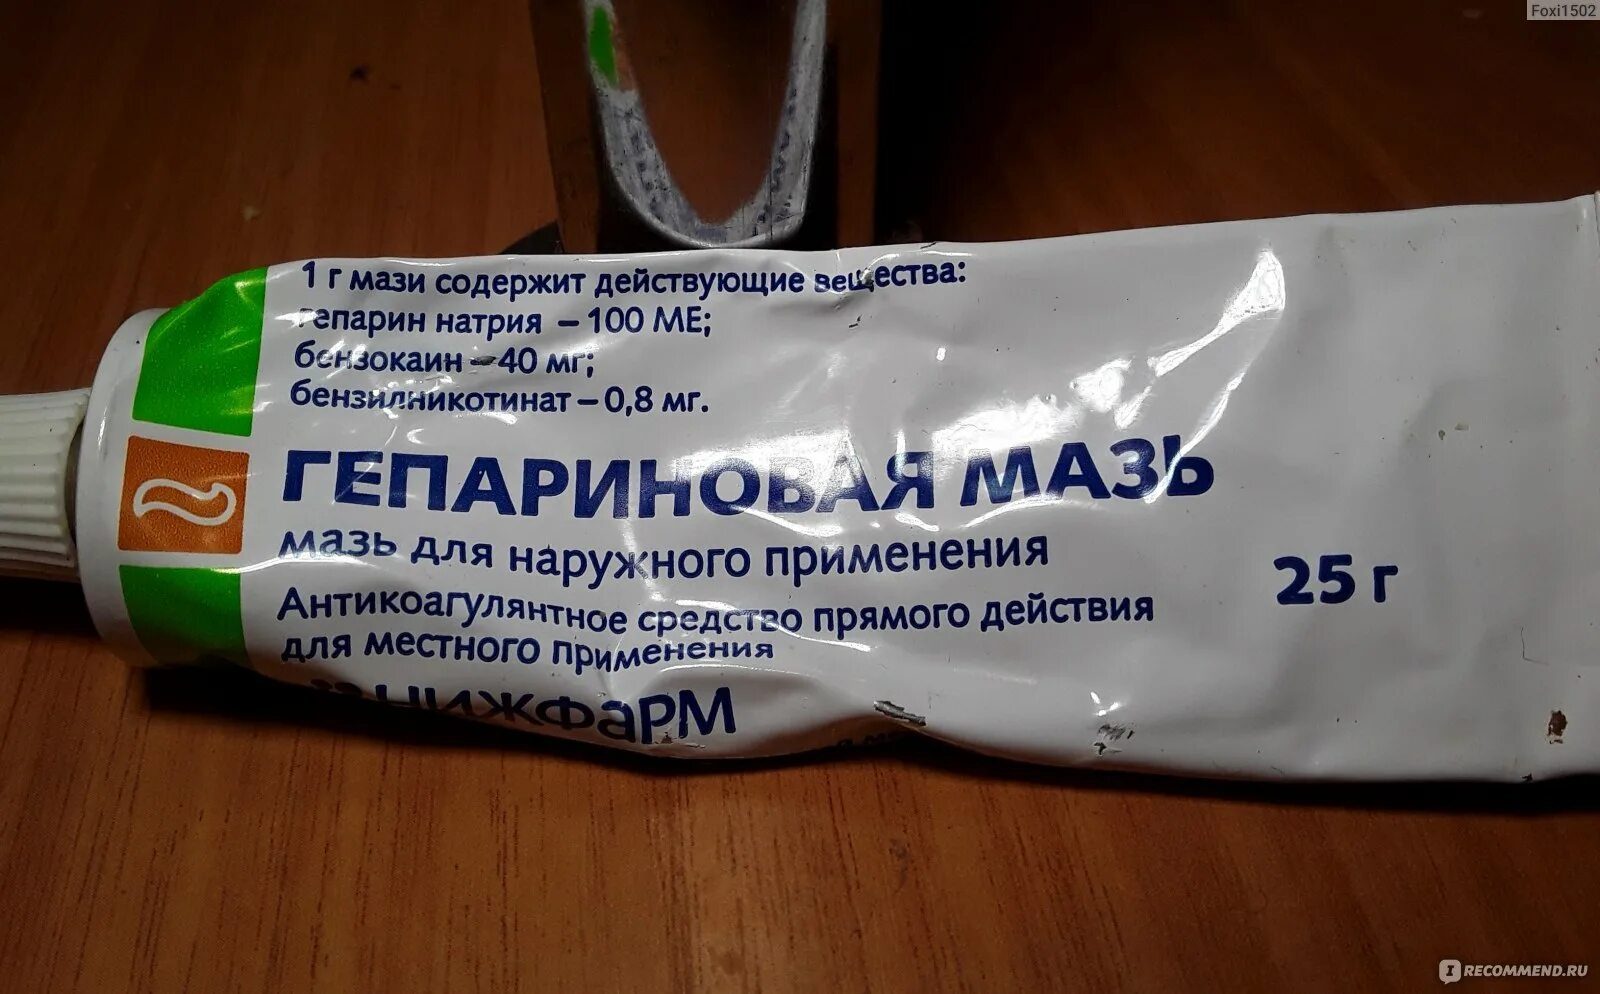 Foxi1502
1 г мази содержит действующие вещества:
гепарин натрия – 100 МЕ;
бензокаин – 40 мг;
бензилникотинат – 0,8 мг.
ГЕПАРИНОВАЯ МАЗЬ
мазь для наружного применения
25 г
Антикоагулянтное средство прямого действия
для местного применения
НИЖФАРМ
IRECOMMEND.RU